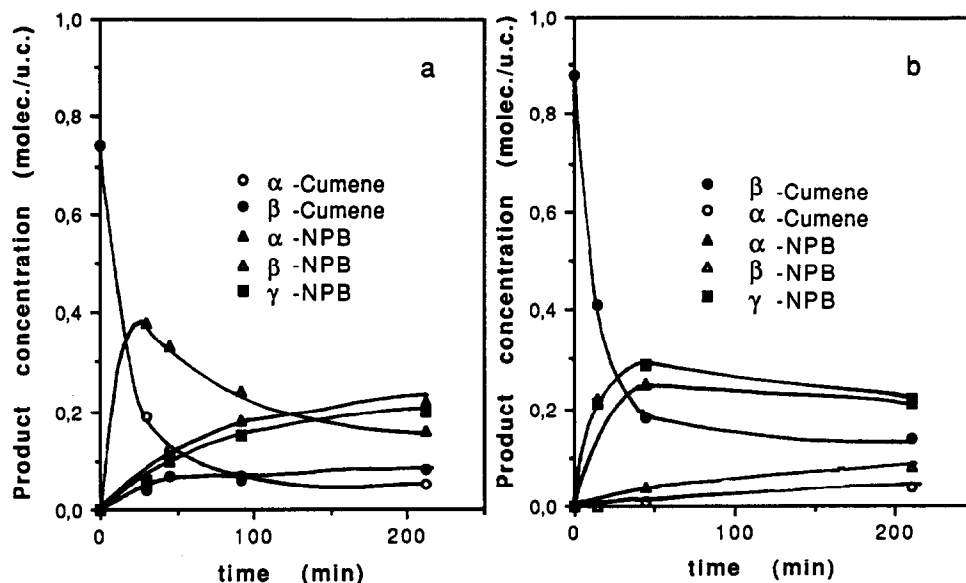 a
Product concentration (molec./u.c.)
1,0
0,8
0,6
0,4
0,2
0,0
α -Cumene
β -Cumene
α -NPB
β -NPB
γ -NPB
0
100
200
time (min)
b
Product concentration (molec./u.c.)
1,0
0,8
0,6
0,4
0,2
0,0
β -Cumene
α -Cumene
α -NPB
β -NPB
γ -NPB
0
100
200
time (min)